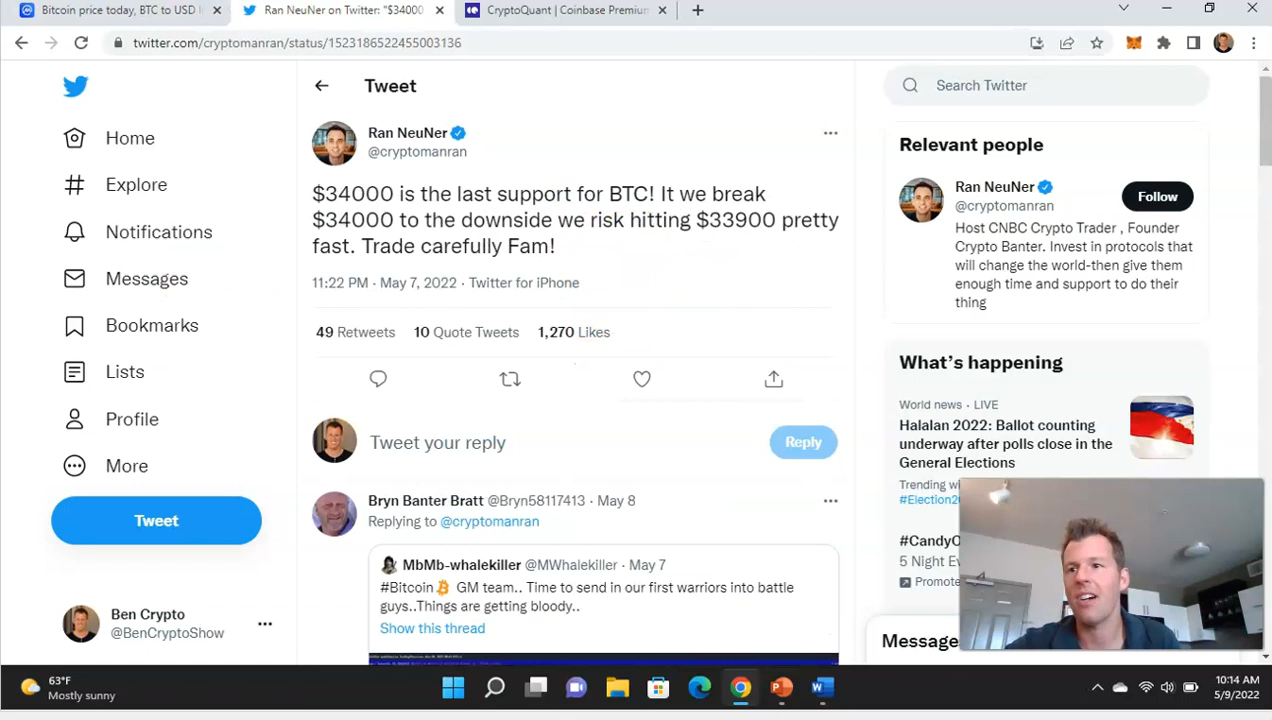 Bitcoin price today, BTC to USD l
Ran NeuNer on Twitter: "$34000
CryptoQuant | Coinbase Premium
twitter.com/cryptomanran/status/1523186522455003136
Home
Explore
Notifications
Messages
Bookmarks
Lists
Profile
More
Tweet
Ben Crypto
@BenCryptoShow
Tweet
Ran NeuNer
@cryptomanran
$34000 is the last support for BTC! It we break
$34000 to the downside we risk hitting $33900 pretty
fast. Trade carefully Fam!
11:22 PM · May 7, 2022 · Twitter for iPhone
49 Retweets 10 Quote Tweets 1,270 Likes
Tweet your reply
Reply
Bryn Banter Bratt @Bryn58117413 · May 8
Replying to @cryptomanran
MbMb-whalekiller @MWhalekiller · May 7
#Bitcoin GM team.. Time to send in our first warriors into battle
guys..Things are getting bloody..
Show this thread
Search Twitter
Relevant people
Ran NeuNer
@cryptomanran
Follow
Host CNBC Crypto Trader , Founder
Crypto Banter. Invest in protocols that
will change the world-then give them
enough time and support to do their
thing
What's happening
World news · LIVE
Halalan 2022: Ballot counting
underway after polls close in the
General Elections
Trending wi
#Election2
#CandyC
5 Night Ev
Promote
Message
63°F
Mostly sunny
10:14 AM
5/9/2022